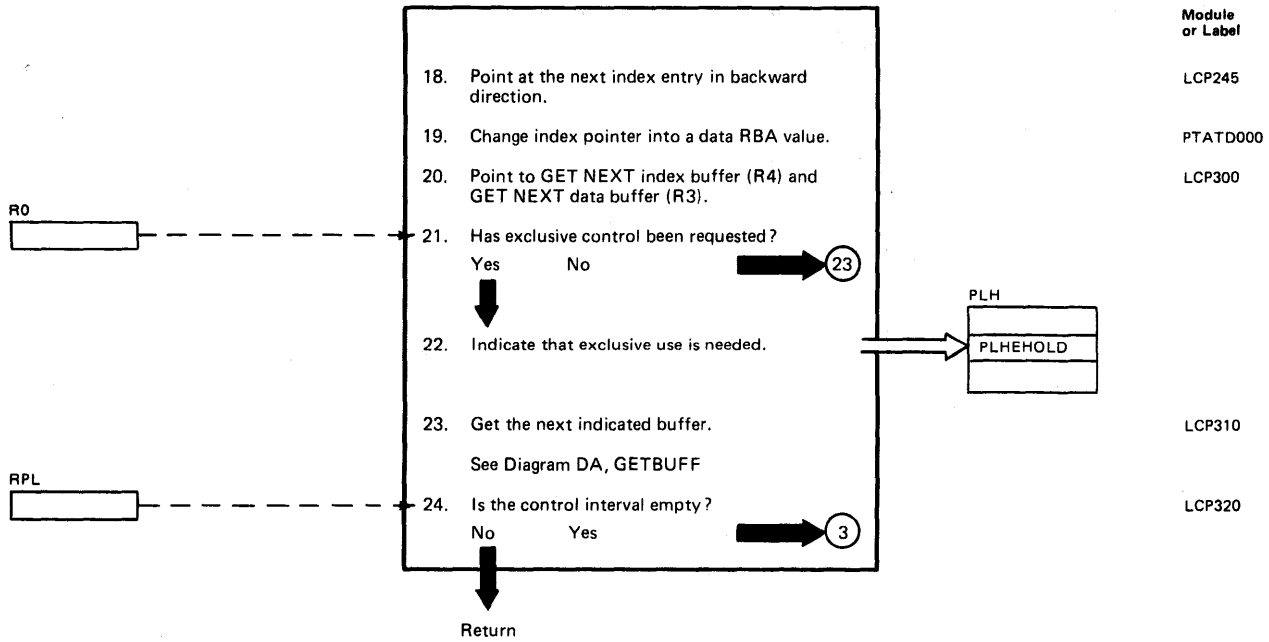 Module
or Label
18. Point at the next index entry in backward
direction.
LCP245
19. Change index pointer into a data RBA value.
PTATD000
20. Point to GET NEXT index buffer (R4) and
GET NEXT data buffer (R3).
LCP300
R0
21. Has exclusive control been requested?
Yes No 23
PLH
22. Indicate that exclusive use is needed.
PLHEHOLD
23. Get the next indicated buffer.
LCP310
See Diagram DA, GETBUFF
RPL
24. Is the control interval empty?
LCP320
No Yes 3
Return